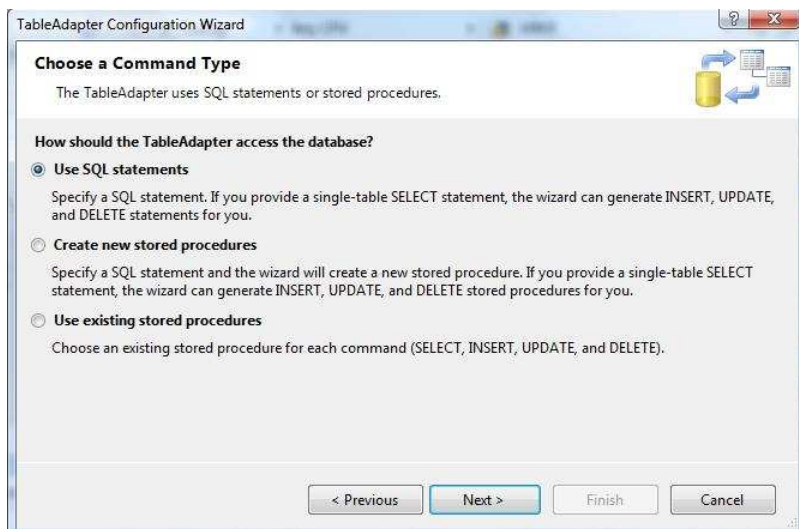 TableAdapter Configuration Wizard
Choose a Command Type
The TableAdapter uses SQL statements or stored procedures.
How should the TableAdapter access the database?
Use SQL statements
Specify a SQL statement. If you provide a single-table SELECT statement, the wizard can generate INSERT, UPDATE,
and DELETE statements for you.
Create new stored procedures
Specify a SQL statement and the wizard will create a new stored procedure. If you provide a single-table SELECT
statement, the wizard can generate INSERT, UPDATE, and DELETE stored procedures for you.
Use existing stored procedures
Choose an existing stored procedure for each command (SELECT, INSERT, UPDATE, and DELETE).
< Previous
Next >
Finish
Cancel